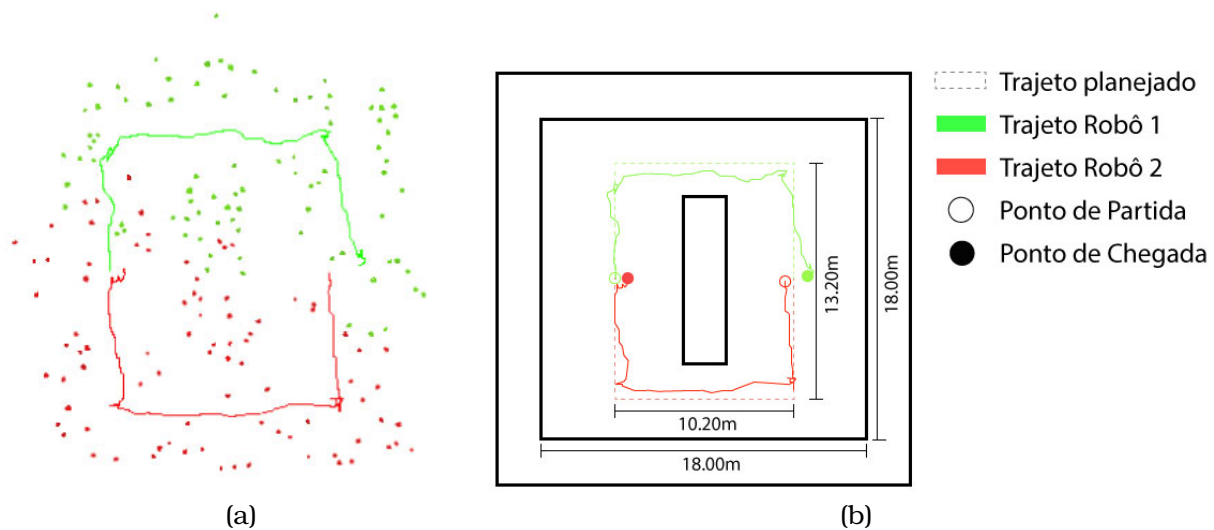 Trajeto planejado
Trajeto Robô 1
Trajeto Robô 2
Ponto de Partida
Ponto de Chegada
13.20m
18.00m
10.20m
18.00m
(a)
(b)